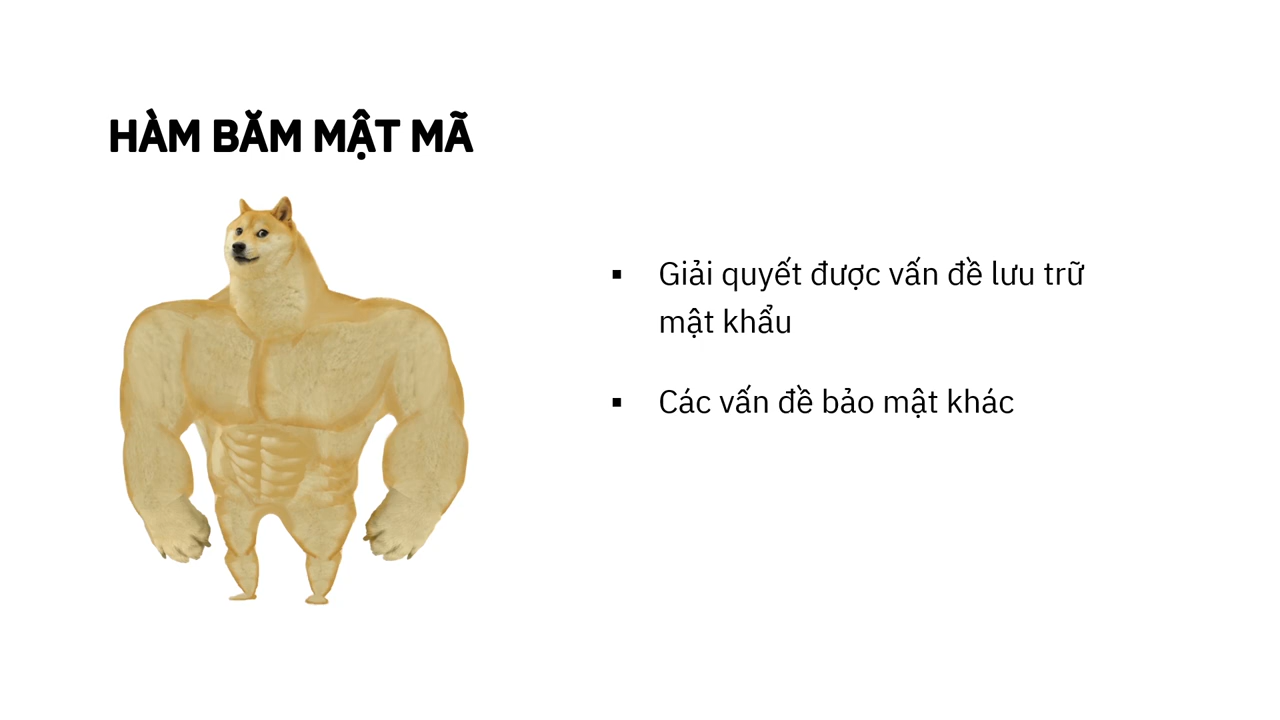 HÀM BĂM MẬT MÃ
▪ Giải quyết được vấn đề lưu trữ
mật khẩu
▪ Các vấn đề bảo mật khác